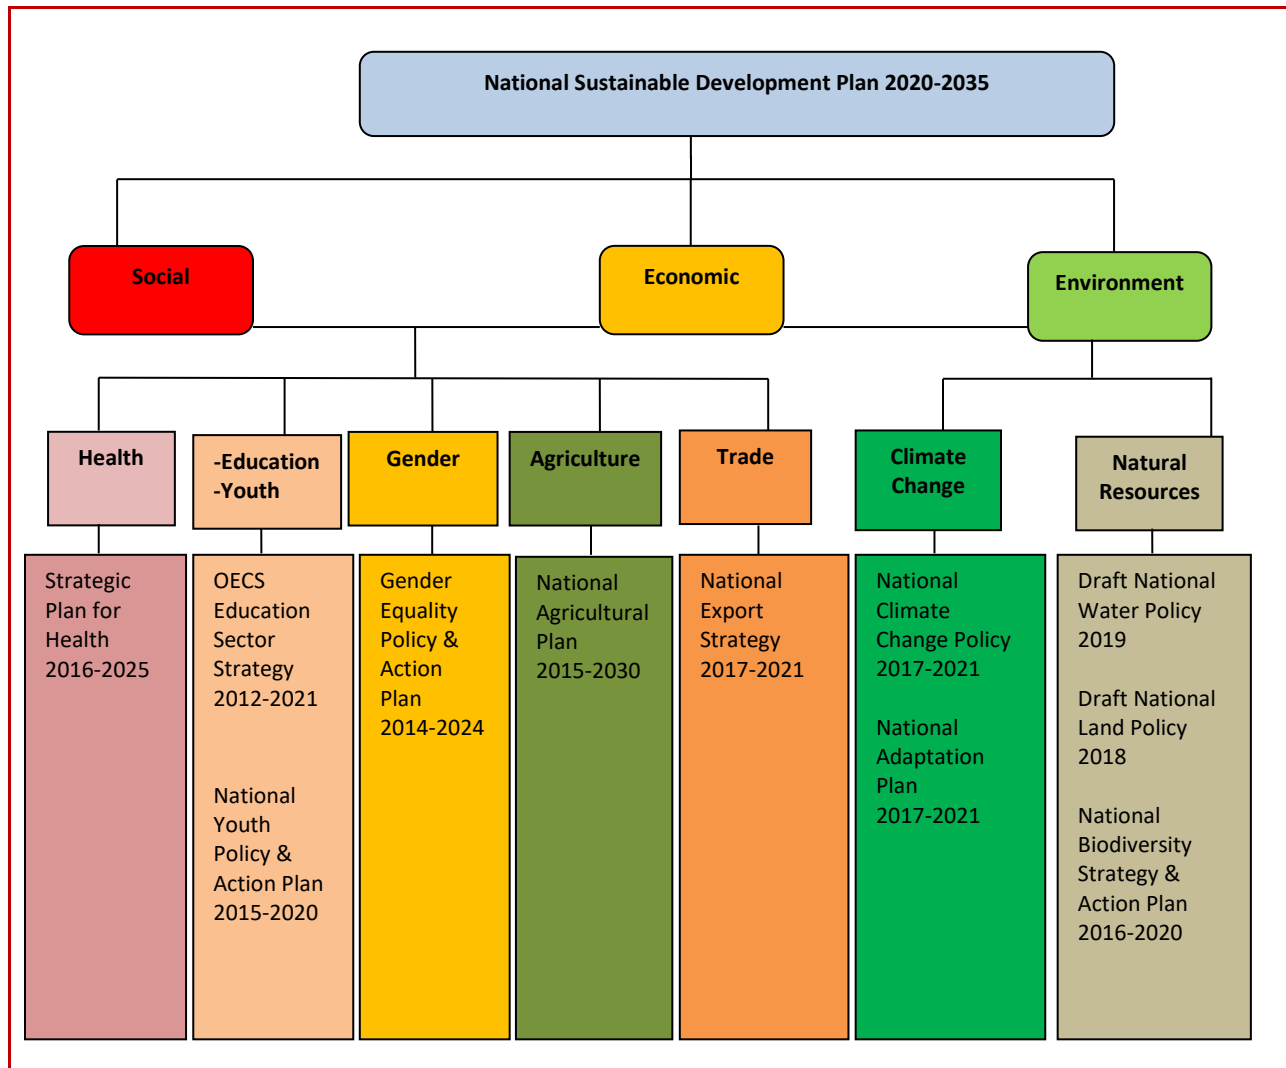 National Sustainable Development Plan 2020-2035
Social
Economic
Environment
Health
-Education
-Youth
Gender
Agriculture
Trade
Climate
Change
Natural
Resources
Strategic
Plan for
Health
2016-2025
OECS
Education
Sector
Strategy
2012-2021
National
Youth
Policy &
Action Plan
2015-2020
Gender
Equality
Policy &
Action
Plan
2014-2024
National
Agricultural
Plan
2015-2030
National
Export
Strategy
2017-2021
National
Climate
Change Policy
2017-2021
National
Adaptation
Plan
2017-2021
Draft National
Water Policy
2019
Draft National
Land Policy
2018
National
Biodiversity
Strategy &
Action Plan
2016-2020